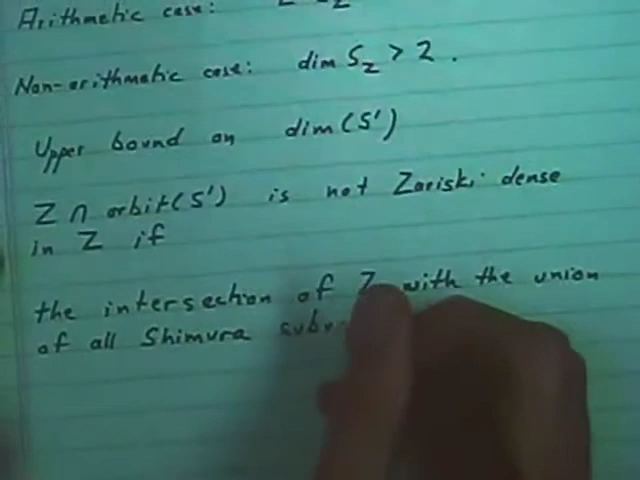 Arithmetic case:
Non-arithmetic case: dim S_Z > 2.
Upper bound on dim(S')
Z ∩ orbit(S') is not Zariski dense
in Z if
the intersection of Z with the union
of all Shimura